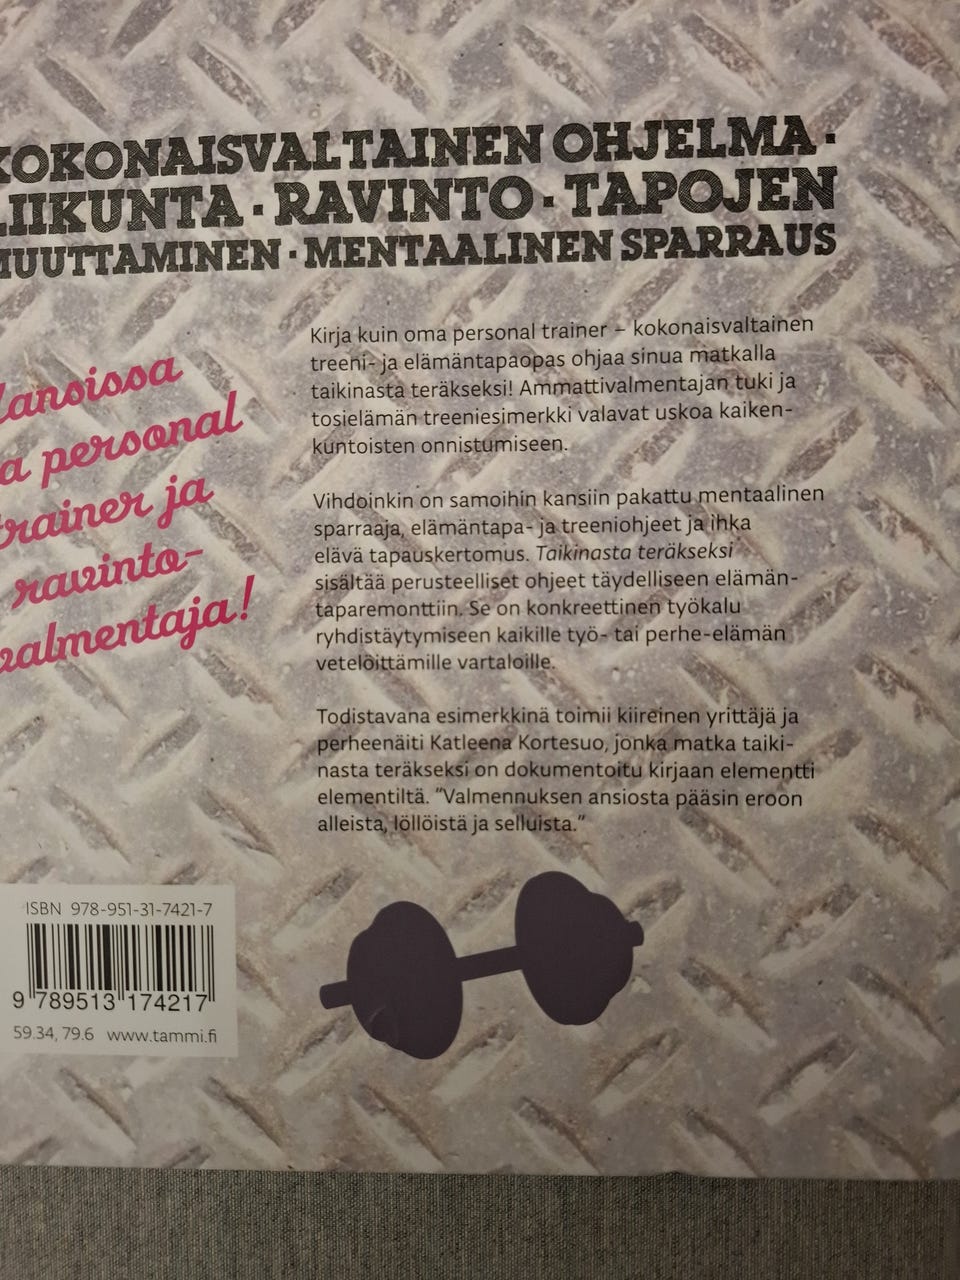 KOKONAISVALTAINEN OHJELMA ·
LIIKUNTA · RAVINTO · TAPOJEN
MUUTTAMINEN · MENTAALINEN SPARRAUS
Kansissa
personal
trainer ja
ravinto-
valmentaja!
Kirja kuin oma personal trainer – kokonaisvaltainen
treeni- ja elämäntapaopas ohjaa sinua matkalla
taikinasta teräkseksi! Ammattivalmentajan tuki ja
tosielämän treeniesimerkki valavat uskoa kaiken-
kuntoisten onnistumiseen.
Vihdoinkin on samoihin kansiin pakattu mentaalinen
sparraaja, elämäntapa- ja treeniohjeet ja ihka
elävä tapauskertomus. Taikinasta teräkseksi
sisältää perusteelliset ohjeet täydelliseen elämän-
taparemonttiin. Se on konkreettinen työkalu
ryhdistäytymiseen kaikille työ- tai perhe-elämän
vetelöittämille vartaloille.
Todistavana esimerkkinä toimii kiireinen yrittäjä ja
perheenäiti Katleena Kortesuo, jonka matka taiki-
nasta teräkseksi on dokumentoitu kirjaan elementti
elementiltä. ”Valmennuksen ansiosta pääsin eroon
alleista, löllöistä ja selluista.”
ISBN 978-951-31-7421-7
9 789513 174217
59.34, 79.6 www.tammi.fi